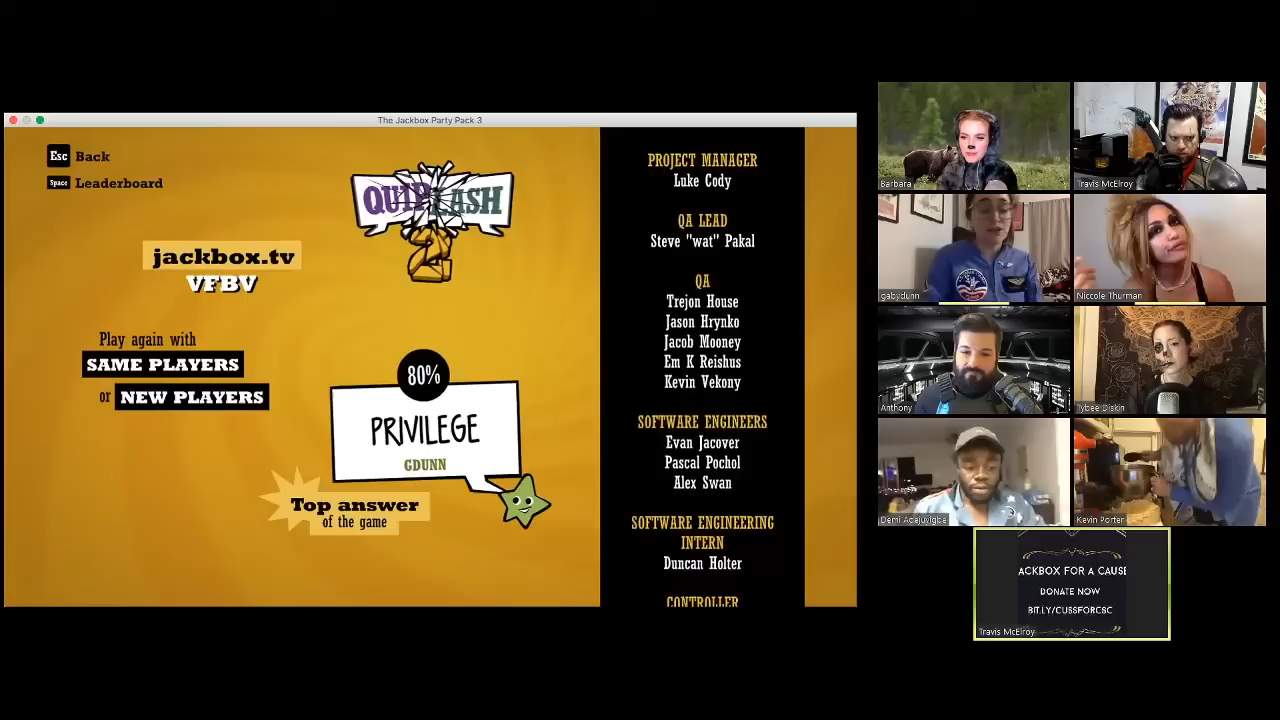 The Jackbox Party Pack 3
Esc Back
Space Leaderboard
QUIPLASH
2
jackbox.tv
VFBV
Play again with
SAME PLAYERS
or NEW PLAYERS
80%
PRIVILEGE
GDUNN
Top answer
of the game
PROJECT MANAGER
Luke Cody
QA LEAD
Steve "wat" Pakal
QA
Trejon House
Jason Hrynko
Jacob Mooney
Em K Reishus
Kevin Vekony
SOFTWARE ENGINEERS
Evan Jacover
Pascal Pochol
Alex Swan
SOFTWARE ENGINEERING
INTERN
Duncan Holter
CONTROLLER
Barbara
Travis McElroy
gabydunn
Niccole Thurman
Anthony
Tybee Diskin
Demi Adejuyigbe
Kevin Porter
ACKBOX FOR A CAUSE
DONATE NOW
BIT.LY/CUSSFORCSC
Travis McElroy